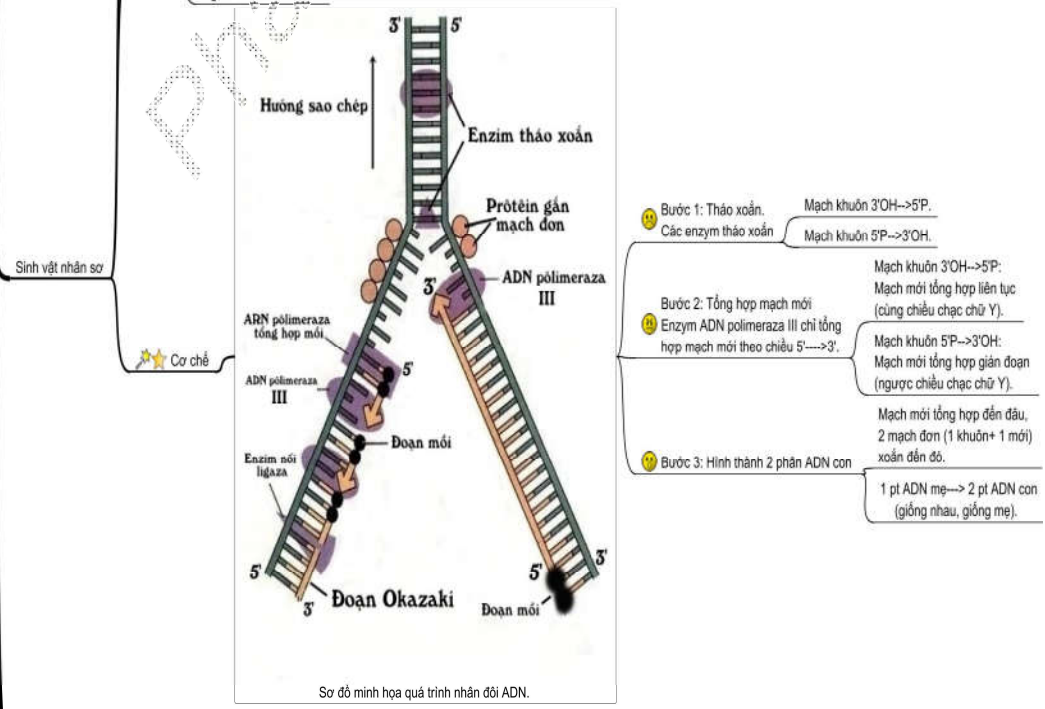 Sinh vật nhân sơ
Cơ chế
3'
5'
Hướng sao chép
Enzim tháo xoắn
Prôtêin gắn
mạch đơn
ADN pôlimeraza
III
3'
ARN pôlimeraza
tổng hợp mồi
5'
ADN pôlimeraza
III
Đoạn mồi
Enzim nối
ligaza
5'
3'
Đoạn Okazaki
5'
3'
Đoạn mồi
Sơ đồ minh họa quá trình nhân đôi ADN.
Bước 1: Tháo xoắn.
Các enzym tháo xoắn
Mạch khuôn 3'OH-->5'P.
Mạch khuôn 5'P-->3'OH.
Bước 2: Tổng hợp mạch mới
Enzym ADN polimeraza III chỉ tổng
hợp mạch mới theo chiều 5'---->3'.
Mạch khuôn 3'OH-->5'P:
Mạch mới tổng hợp liên tục
(cùng chiều chạc chữ Y).
Mạch khuôn 5'P-->3'OH:
Mạch mới tổng hợp gián đoạn
(ngược chiều chạc chữ Y).
Bước 3: Hình thành 2 phân ADN con
Mạch mới tổng hợp đến đâu,
2 mạch đơn (1 khuôn+ 1 mới)
xoắn đến đó.
1 pt ADN mẹ---> 2 pt ADN con
(giống nhau, giống mẹ).